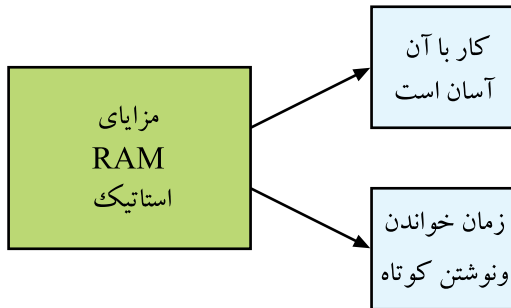 مزایای
RAM
استاتیک
کار با آن
آسان است
زمان خواندن
ونوشتن کوتاه